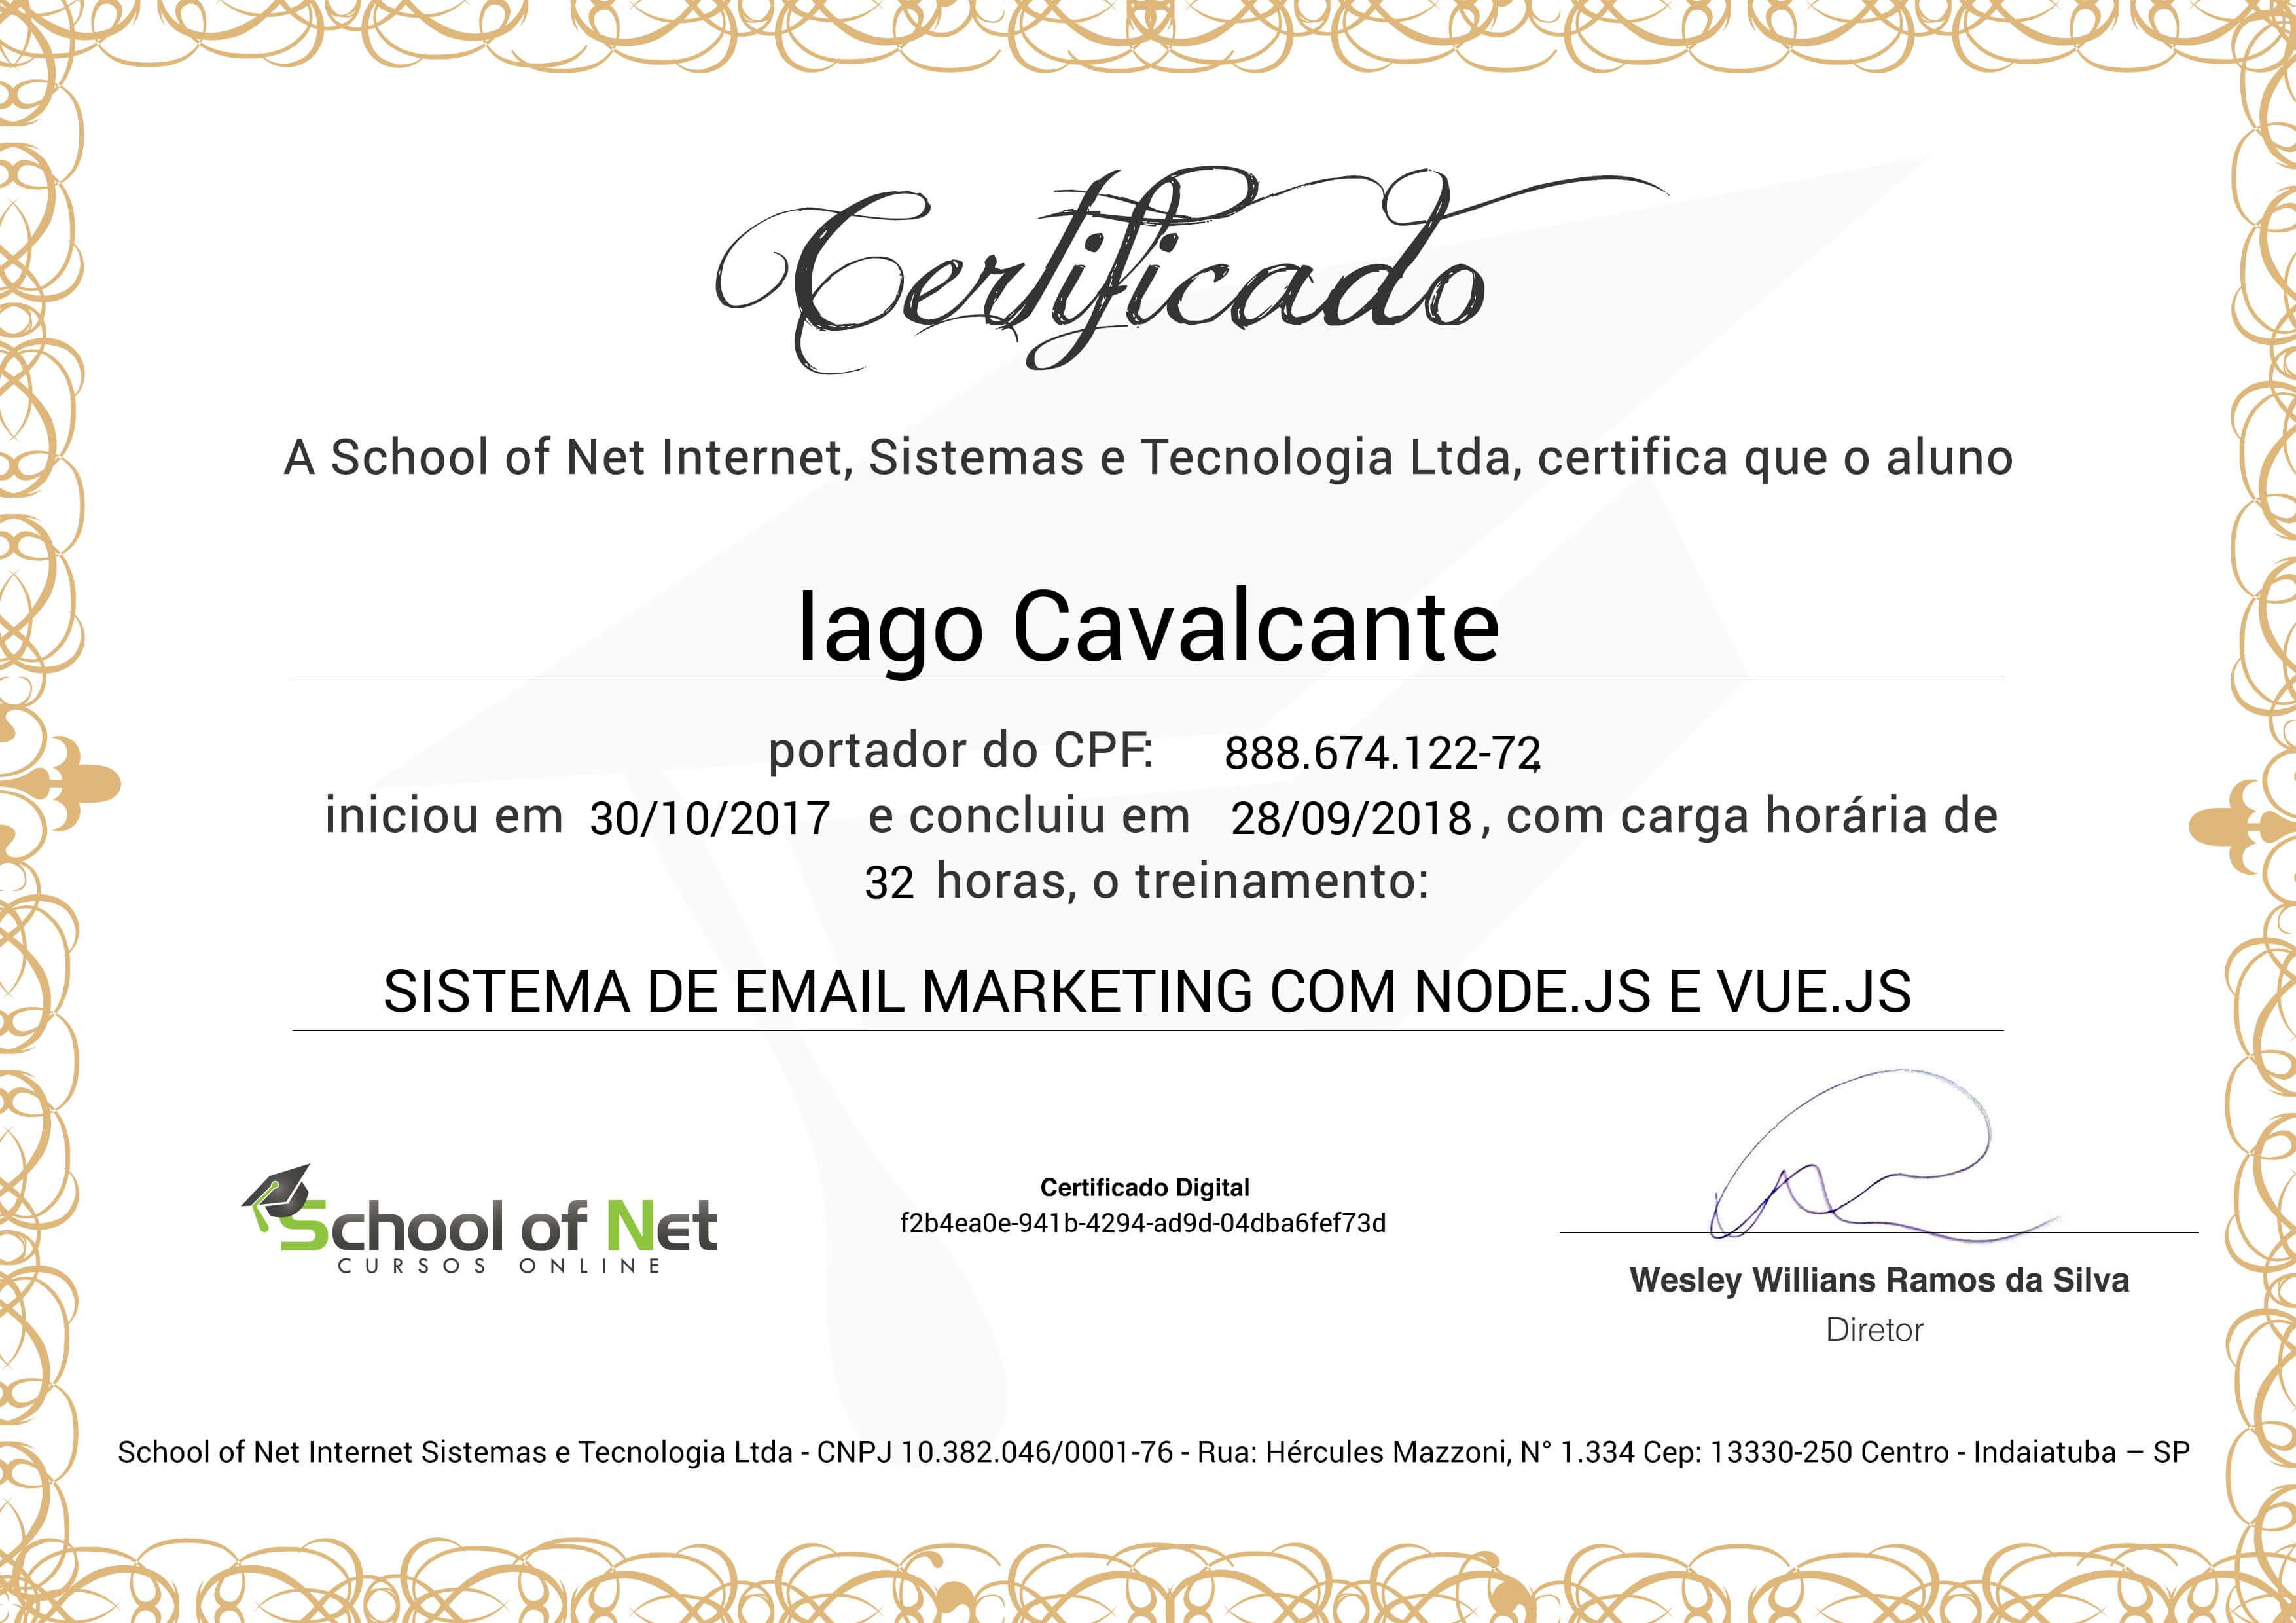 Certificado
A School of Net Internet, Sistemas e Tecnologia Ltda, certifica que o aluno
Iago Cavalcante
portador do CPF: 888.674.122-72,
iniciou em 30/10/2017 e concluiu em 28/09/2018, com carga horária de
32 horas, o treinamento:
SISTEMA DE EMAIL MARKETING COM NODE.JS E VUE.JS
School of Net
CURSOS ONLINE
Certificado Digital
f2b4ea0e-941b-4294-ad9d-04dba6fef73d
Wesley Willians Ramos da Silva
Diretor
School of Net Internet Sistemas e Tecnologia Ltda - CNPJ 10.382.046/0001-76 - Rua: Hércules Mazzoni, N° 1.334 Cep: 13330-250 Centro - Indaiatuba – SP